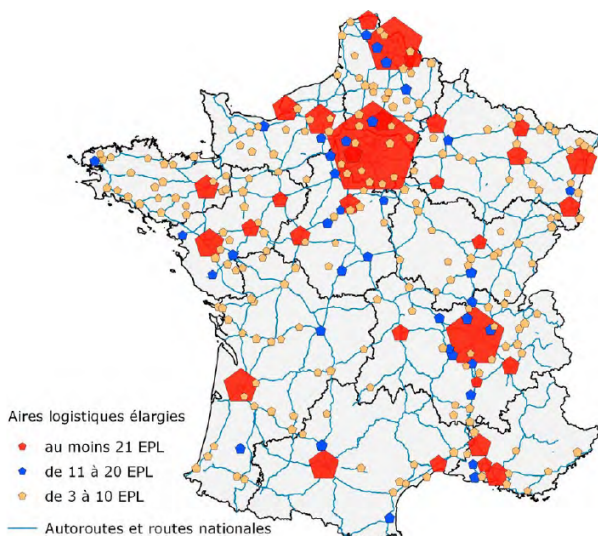 Aires logistiques élargies
au moins 21 EPL
de 11 à 20 EPL
de 3 à 10 EPL
Autoroutes et routes nationales